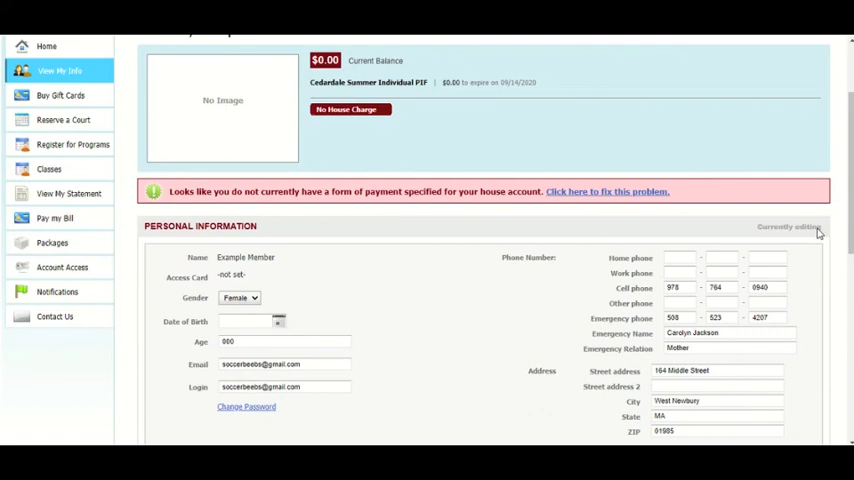 Home
View My Info
Buy Gift Cards
Reserve a Court
Register for Programs
Classes
View My Statement
Pay my Bill
Packages
Account Access
Notifications
Contact Us
No Image
$0.00 Current Balance
Cedardale Summer Individual PIF | $0.00 to expire on 09/14/2020
No House Charge
Looks like you do not currently have a form of payment specified for your house account. Click here to fix this problem.
PERSONAL INFORMATION Currently editing
Name Example Member
Access Card -not set-
Gender Female
Date of Birth
Age 000
Email soccerbeebs@gmail.com
Login soccerbeebs@gmail.com
Change Password
Phone Number: Home phone - -
Work phone - -
Cell phone 978 - 764 - 0940
Other phone - -
Emergency phone 508 - 523 - 4207
Emergency Name Carolyn Jackson
Emergency Relation Mother
Address Street address 164 Middle Street
Street address 2
City West Newbury
State MA
ZIP 01985